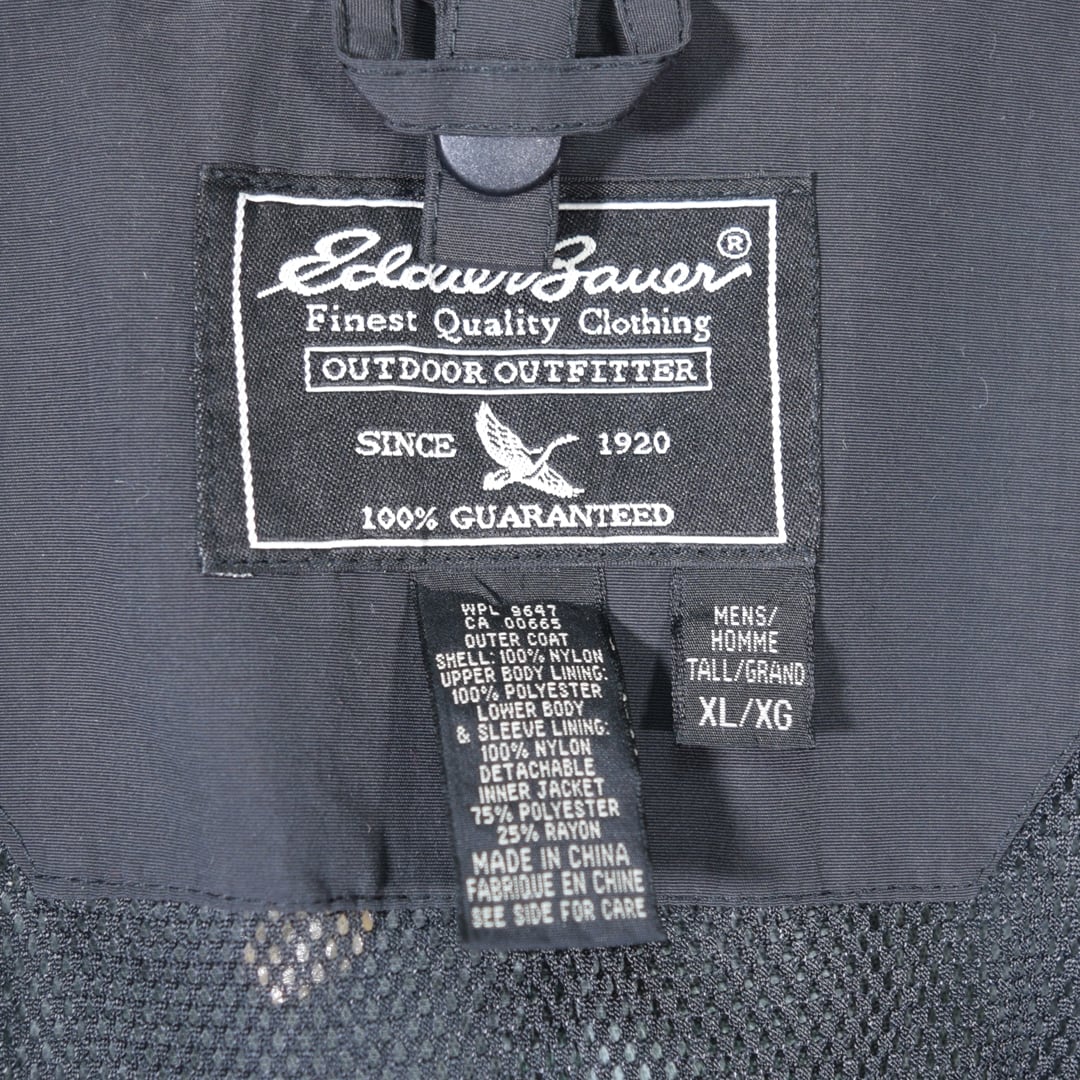 Eddie Bauer®
Finest Quality Clothing
OUTDOOR OUTFITTER
SINCE 1920
100% GUARANTEED
WPL 9647
CA 00665
OUTER COAT
SHELL: 100% NYLON
UPPER BODY LINING:
100% POLYESTER
LOWER BODY
& SLEEVE LINING:
100% NYLON
DETACHABLE
INNER JACKET
75% POLYESTER
25% RAYON
MADE IN CHINA
FABRIQUE EN CHINE
SEE SIDE FOR CARE
MENS/
HOMME
TALL/GRAND
XL/XG